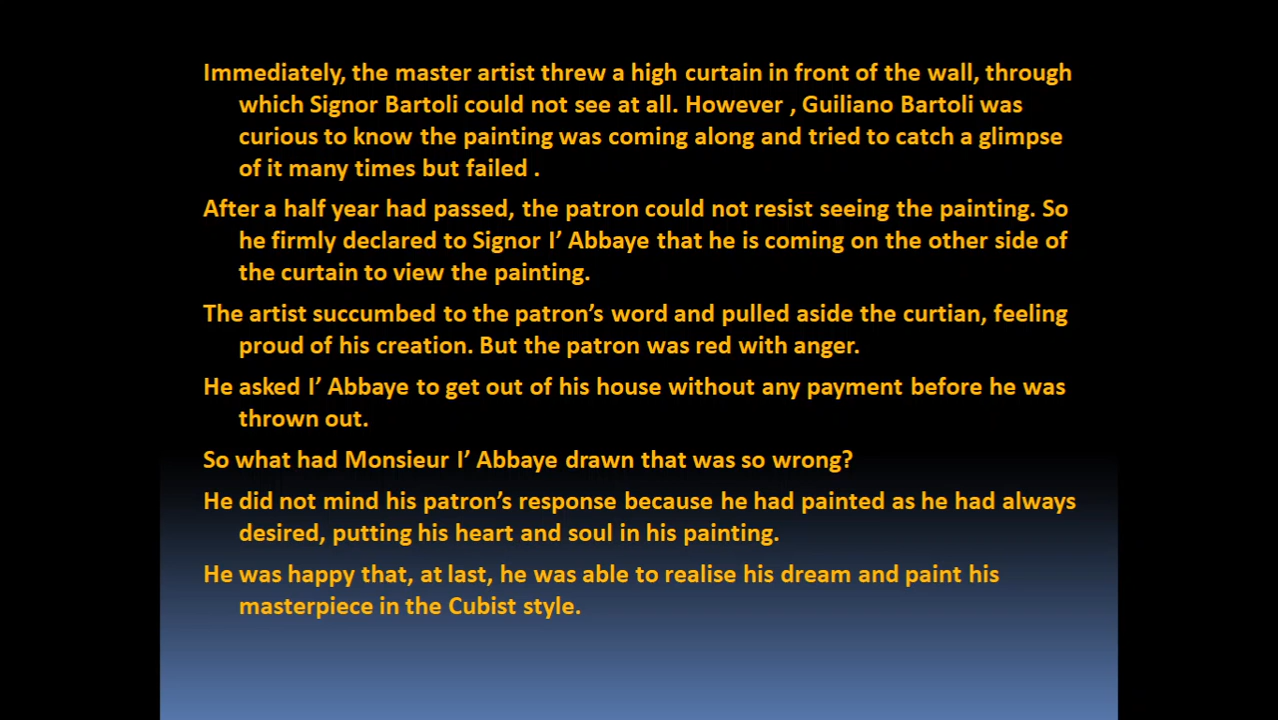 Immediately, the master artist threw a high curtain in front of the wall, through
which Signor Bartoli could not see at all. However , Guiliano Bartoli was
curious to know the painting was coming along and tried to catch a glimpse
of it many times but failed .
After a half year had passed, the patron could not resist seeing the painting. So
he firmly declared to Signor I’ Abbaye that he is coming on the other side of
the curtain to view the painting.
The artist succumbed to the patron’s word and pulled aside the curtian, feeling
proud of his creation. But the patron was red with anger.
He asked I’ Abbaye to get out of his house without any payment before he was
thrown out.
So what had Monsieur I’ Abbaye drawn that was so wrong?
He did not mind his patron’s response because he had painted as he had always
desired, putting his heart and soul in his painting.
He was happy that, at last, he was able to realise his dream and paint his
masterpiece in the Cubist style.